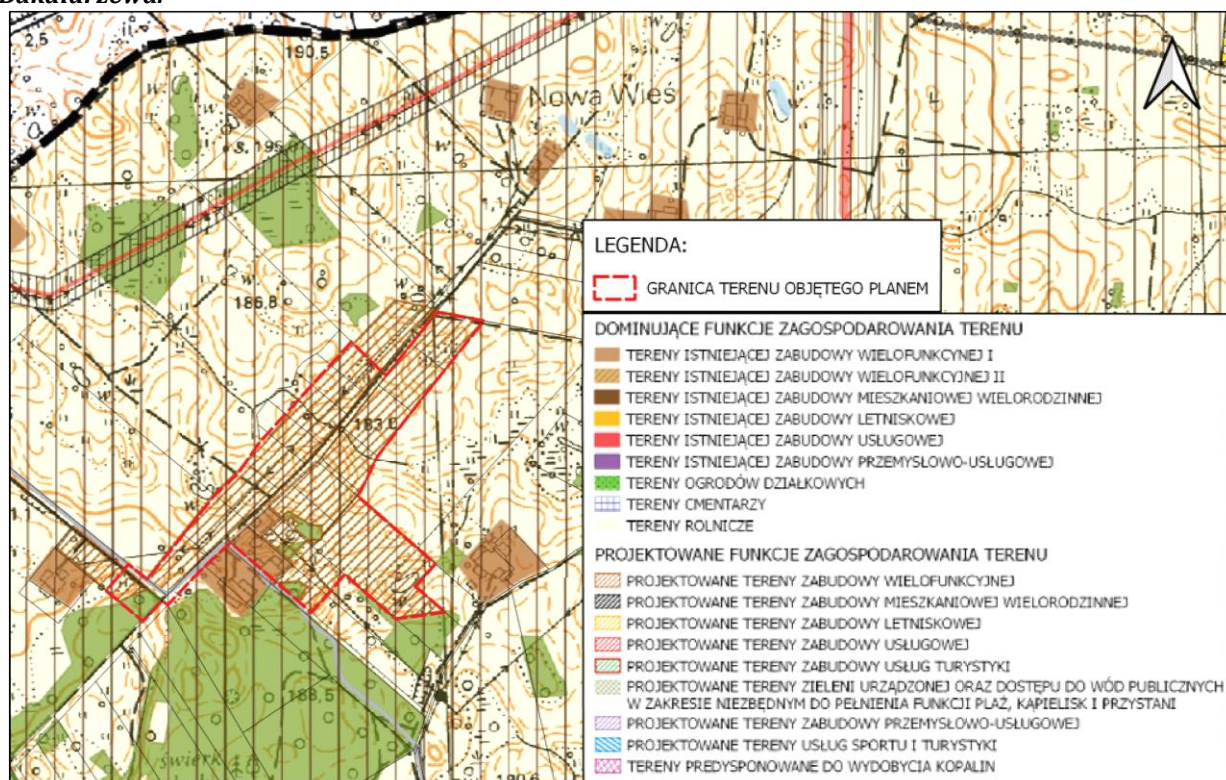 2,5
190,5
Nowa Wieś
186,8
188,5
LEGENDA:
GRANICA TERENU OBJĘTEGO PLANEM
DOMINUJĄCE FUNKCJE ZAGOSPODAROWANIA TERENU
TERENY ISTNIEJĄCEJ ZABUDOWY WIELOFUNKCYNEJ I
TERENY ISTNIEJĄCEJ ZABUDOWY WIELOFUNKCYJNEJ II
TERENY ISTNIEJĄCEJ ZABUDOWY MIESZKANIOWEJ WIELORODZINNEJ
TERENY ISTNIEJĄCEJ ZABUDOWY LETNISKOWEJ
TERENY ISTNIEJĄCEJ ZABUDOWY USŁUGOWEJ
TERENY ISTNIEJĄCEJ ZABUDOWY PRZEMYSŁOWO-USŁUGOWEJ
TERENY OGRODÓW DZIAŁKOWYCH
TERENY CMENTARZY
TERENY ROLNICZE
PROJEKTOWANE FUNKCJE ZAGOSPODAROWANIA TERENU
PROJEKTOWANE TERENY ZABUDOWY WIELOFUNKCYJNEJ
PROJEKTOWANE TERENY ZABUDOWY MIESZKANIOWEJ WIELORODZINNEJ
PROJEKTOWANE TERENY ZABUDOWY LETNISKOWEJ
PROJEKTOWANE TERENY ZABUDOWY USŁUGOWEJ
PROJEKTOWANE TERENY ZABUDOWY USŁUG TURYSTYKI
PROJEKTOWANE TERENY ZIELENI URZĄDZONEJ ORAZ DOSTĘPU DO WÓD PUBLICZNYCH
W ZAKRESIE NIEZBĘDNYM DO PEŁNIENIA FUNKCJI PLAŻ, KĄPIELISK I PRZYSTANI
PROJEKTOWANE TERENY ZABUDOWY PRZEMYSŁOWO-USŁUGOWEJ
PROJEKTOWANE TERENY USŁUG SPORTU I TURYSTYKI
TERENY PREDYSPONOWANE DO WYDOBYCIA KOPALIN